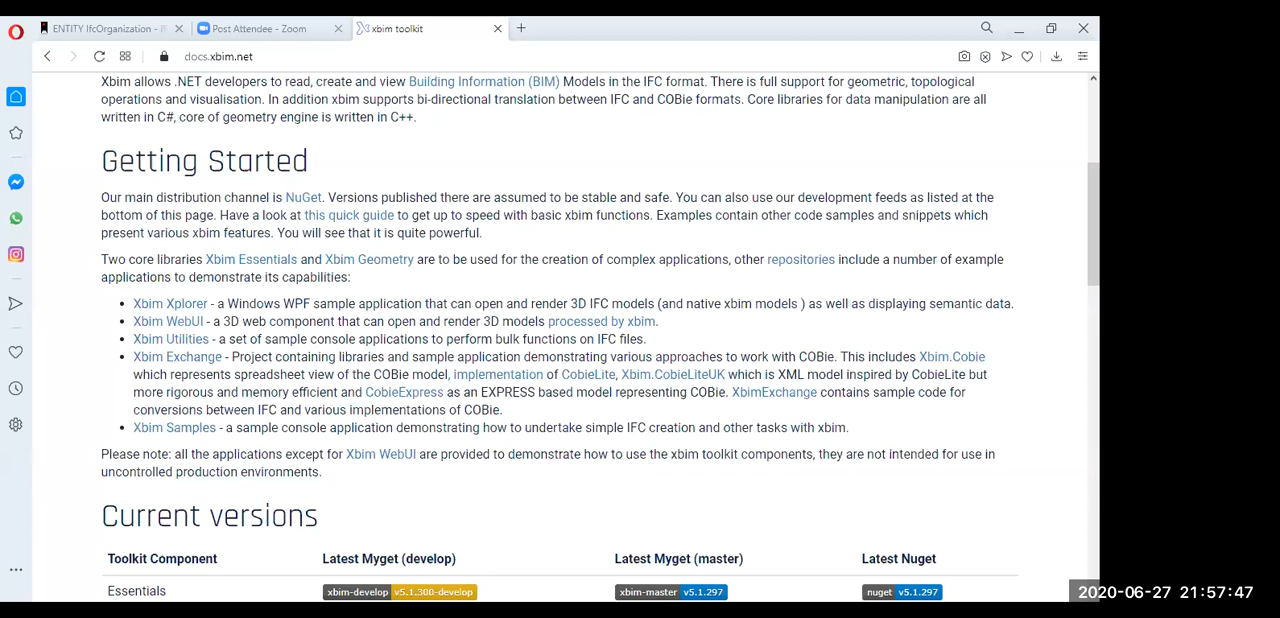 ENTITY IfcOrganization - I
Post Attendee - Zoom
xbim toolkit
docs.xbim.net
Xbim allows .NET developers to read, create and view Building Information (BIM) Models in the IFC format. There is full support for geometric, topological
operations and visualisation. In addition xbim supports bi-directional translation between IFC and COBie formats. Core libraries for data manipulation are all
written in C#, core of geometry engine is written in C++.
Getting Started
Our main distribution channel is NuGet. Versions published there are assumed to be stable and safe. You can also use our development feeds as listed at the
bottom of this page. Have a look at this quick guide to get up to speed with basic xbim functions. Examples contain other code samples and snippets which
present various xbim features. You will see that it is quite powerful.
Two core libraries Xbim Essentials and Xbim Geometry are to be used for the creation of complex applications, other repositories include a number of example
applications to demonstrate its capabilities:
• Xbim Xplorer - a Windows WPF sample application that can open and render 3D IFC models (and native xbim models ) as well as displaying semantic data.
• Xbim WebUI - a 3D web component that can open and render 3D models processed by xbim.
• Xbim Utilities - a set of sample console applications to perform bulk functions on IFC files.
• Xbim Exchange - Project containing libraries and sample application demonstrating various approaches to work with COBie. This includes Xbim.Cobie
which represents spreadsheet view of the COBie model, implementation of CobieLite, Xbim.CobieLiteUK which is XML model inspired by CobieLite but
more rigorous and memory efficient and CobieExpress as an EXPRESS based model representing COBie. XbimExchange contains sample code for
conversions between IFC and various implementations of COBie.
• Xbim Samples - a sample console application demonstrating how to undertake simple IFC creation and other tasks with xbim.
Please note: all the applications except for Xbim WebUI are provided to demonstrate how to use the xbim toolkit components, they are not intended for use in
uncontrolled production environments.
Current versions
Toolkit Component Latest Myget (develop) Latest Myget (master) Latest Nuget
Essentials xbim-develop v5.1.300-develop xbim-master v5.1.297 nuget v5.1.297
2020-06-27 21:57:47